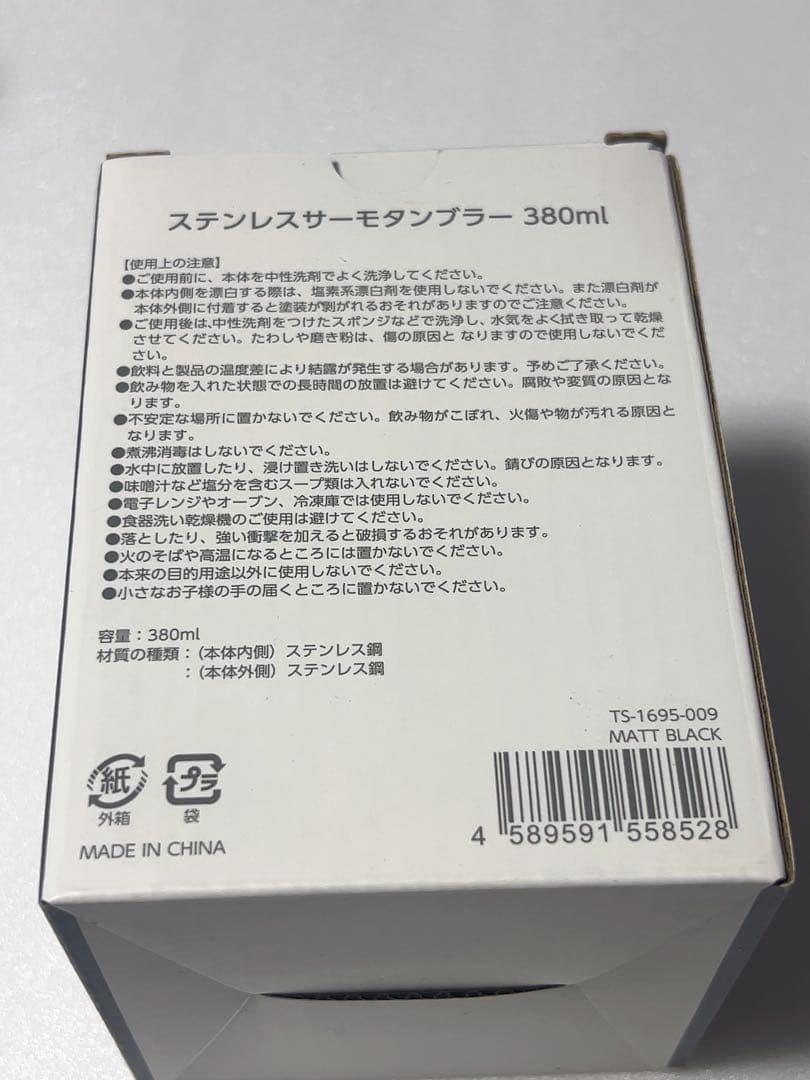 ステンレスサーモタンブラー 380ml
【使用上の注意】
●ご使用前に、本体を中性洗剤でよく洗浄してください。
●本体内側を漂白する際は、塩素系漂白剤を使用しないでください。また漂白剤が
本体外側に付着すると塗装が剥がれるおそれがありますのでご注意ください。
●ご使用後は、中性洗剤をつけたスポンジなどで洗浄し、水気をよく拭き取って乾燥
させてください。たわしや磨き粉は、傷の原因と なりますので使用しないでくだ
さい。
●飲料と製品の温度差により結露が発生する場合があります。予めご了承ください。
●飲み物を入れた状態での長時間の放置は避けてください。腐敗や変質の原因とな
ります。
●不安定な場所に置かないでください。飲み物がこぼれ、火傷や物が汚れる原因と
なります。
●煮沸消毒はしないでください。
●水中に放置したり、浸け置き洗いはしないでください。錆びの原因となります。
●味噌汁など塩分を含むスープ類は入れないでください。
●電子レンジやオーブン、冷凍庫では使用しないでください。
●食器洗い乾燥機のご使用は避けてください。
●落としたり、強い衝撃を加えると破損するおそれがあります。
●火のそばや高温になるところには置かないでください。
●本来の目的用途以外に使用しないでください。
●小さなお子様の手の届くところに置かないでください。
容量：380ml
材質の種類：（本体内側）ステンレス鋼
：（本体外側）ステンレス鋼
TS-1695-009
MATT BLACK
紙
外箱
プラ
袋
MADE IN CHINA
4 589591 558528